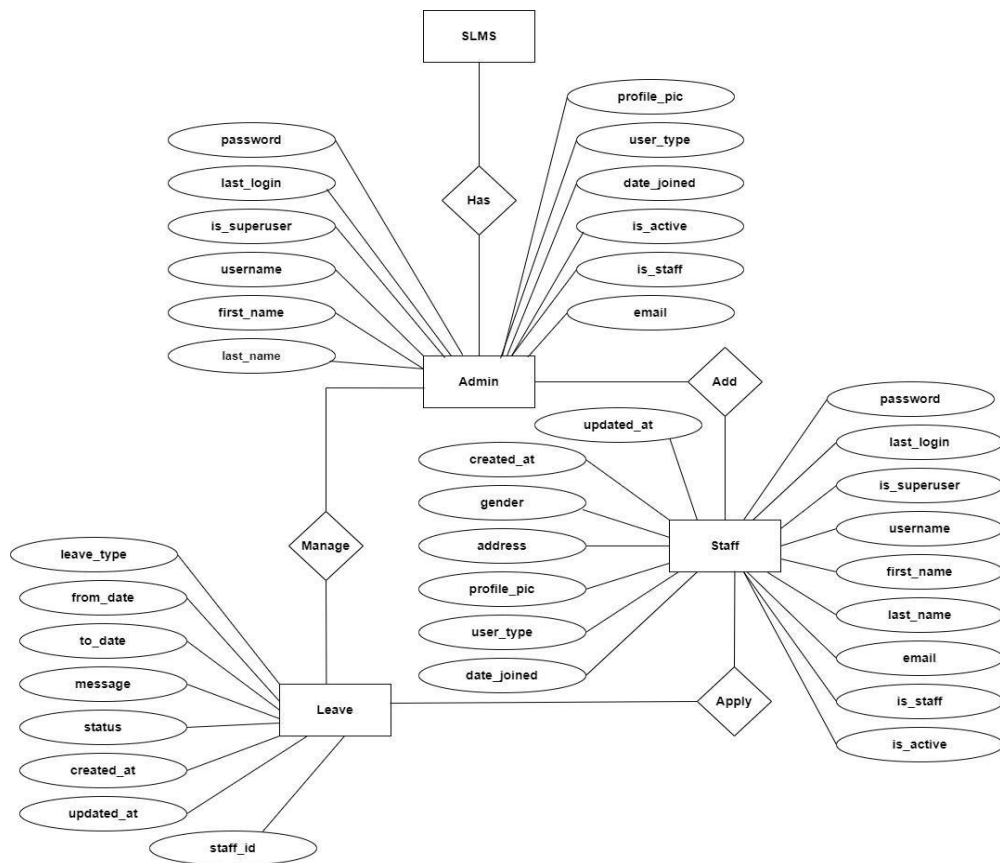 SLMS
profile_pic
password
user_type
last_login
date_joined
Has
is_superuser
is_active
username
is_staff
first_name
email
last_name
Admin
Add
password
updated_at
last_login
created_at
is_superuser
gender
username
address
Staff
Manage
leave_type
first_name
profile_pic
from_date
last_name
user_type
to_date
email
date_joined
message
is_staff
Leave
Apply
status
is_active
created_at
updated_at
staff_id